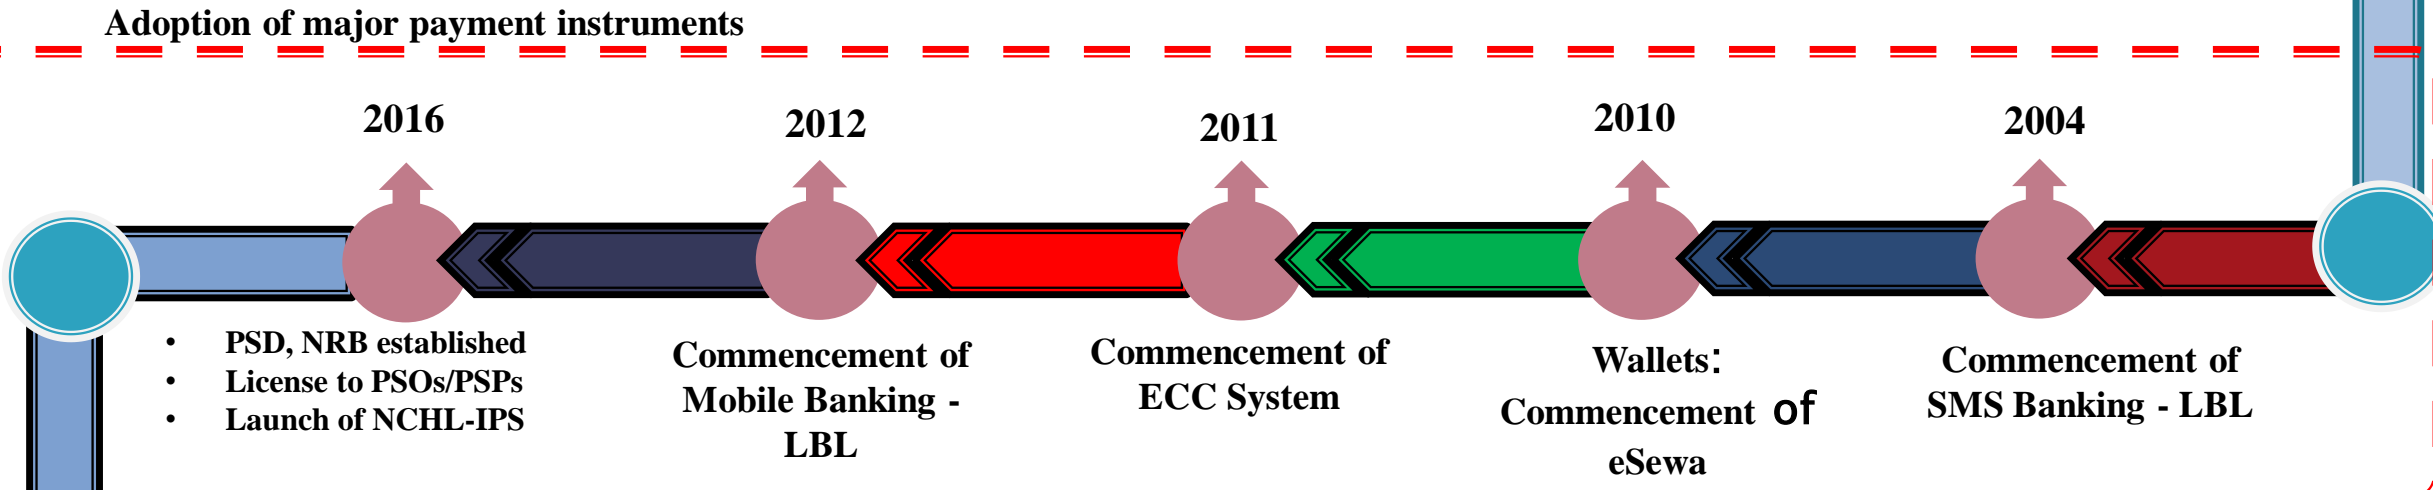 Adoption of major payment instruments
2016
2012
2011
2010
2004
• PSD, NRB established
• License to PSOs/PSPs
• Launch of NCHL-IPS
Commencement of
Mobile Banking -
LBL
Commencement of
ECC System
Wallets:
Commencement of
eSewa
Commencement of
SMS Banking - LBL